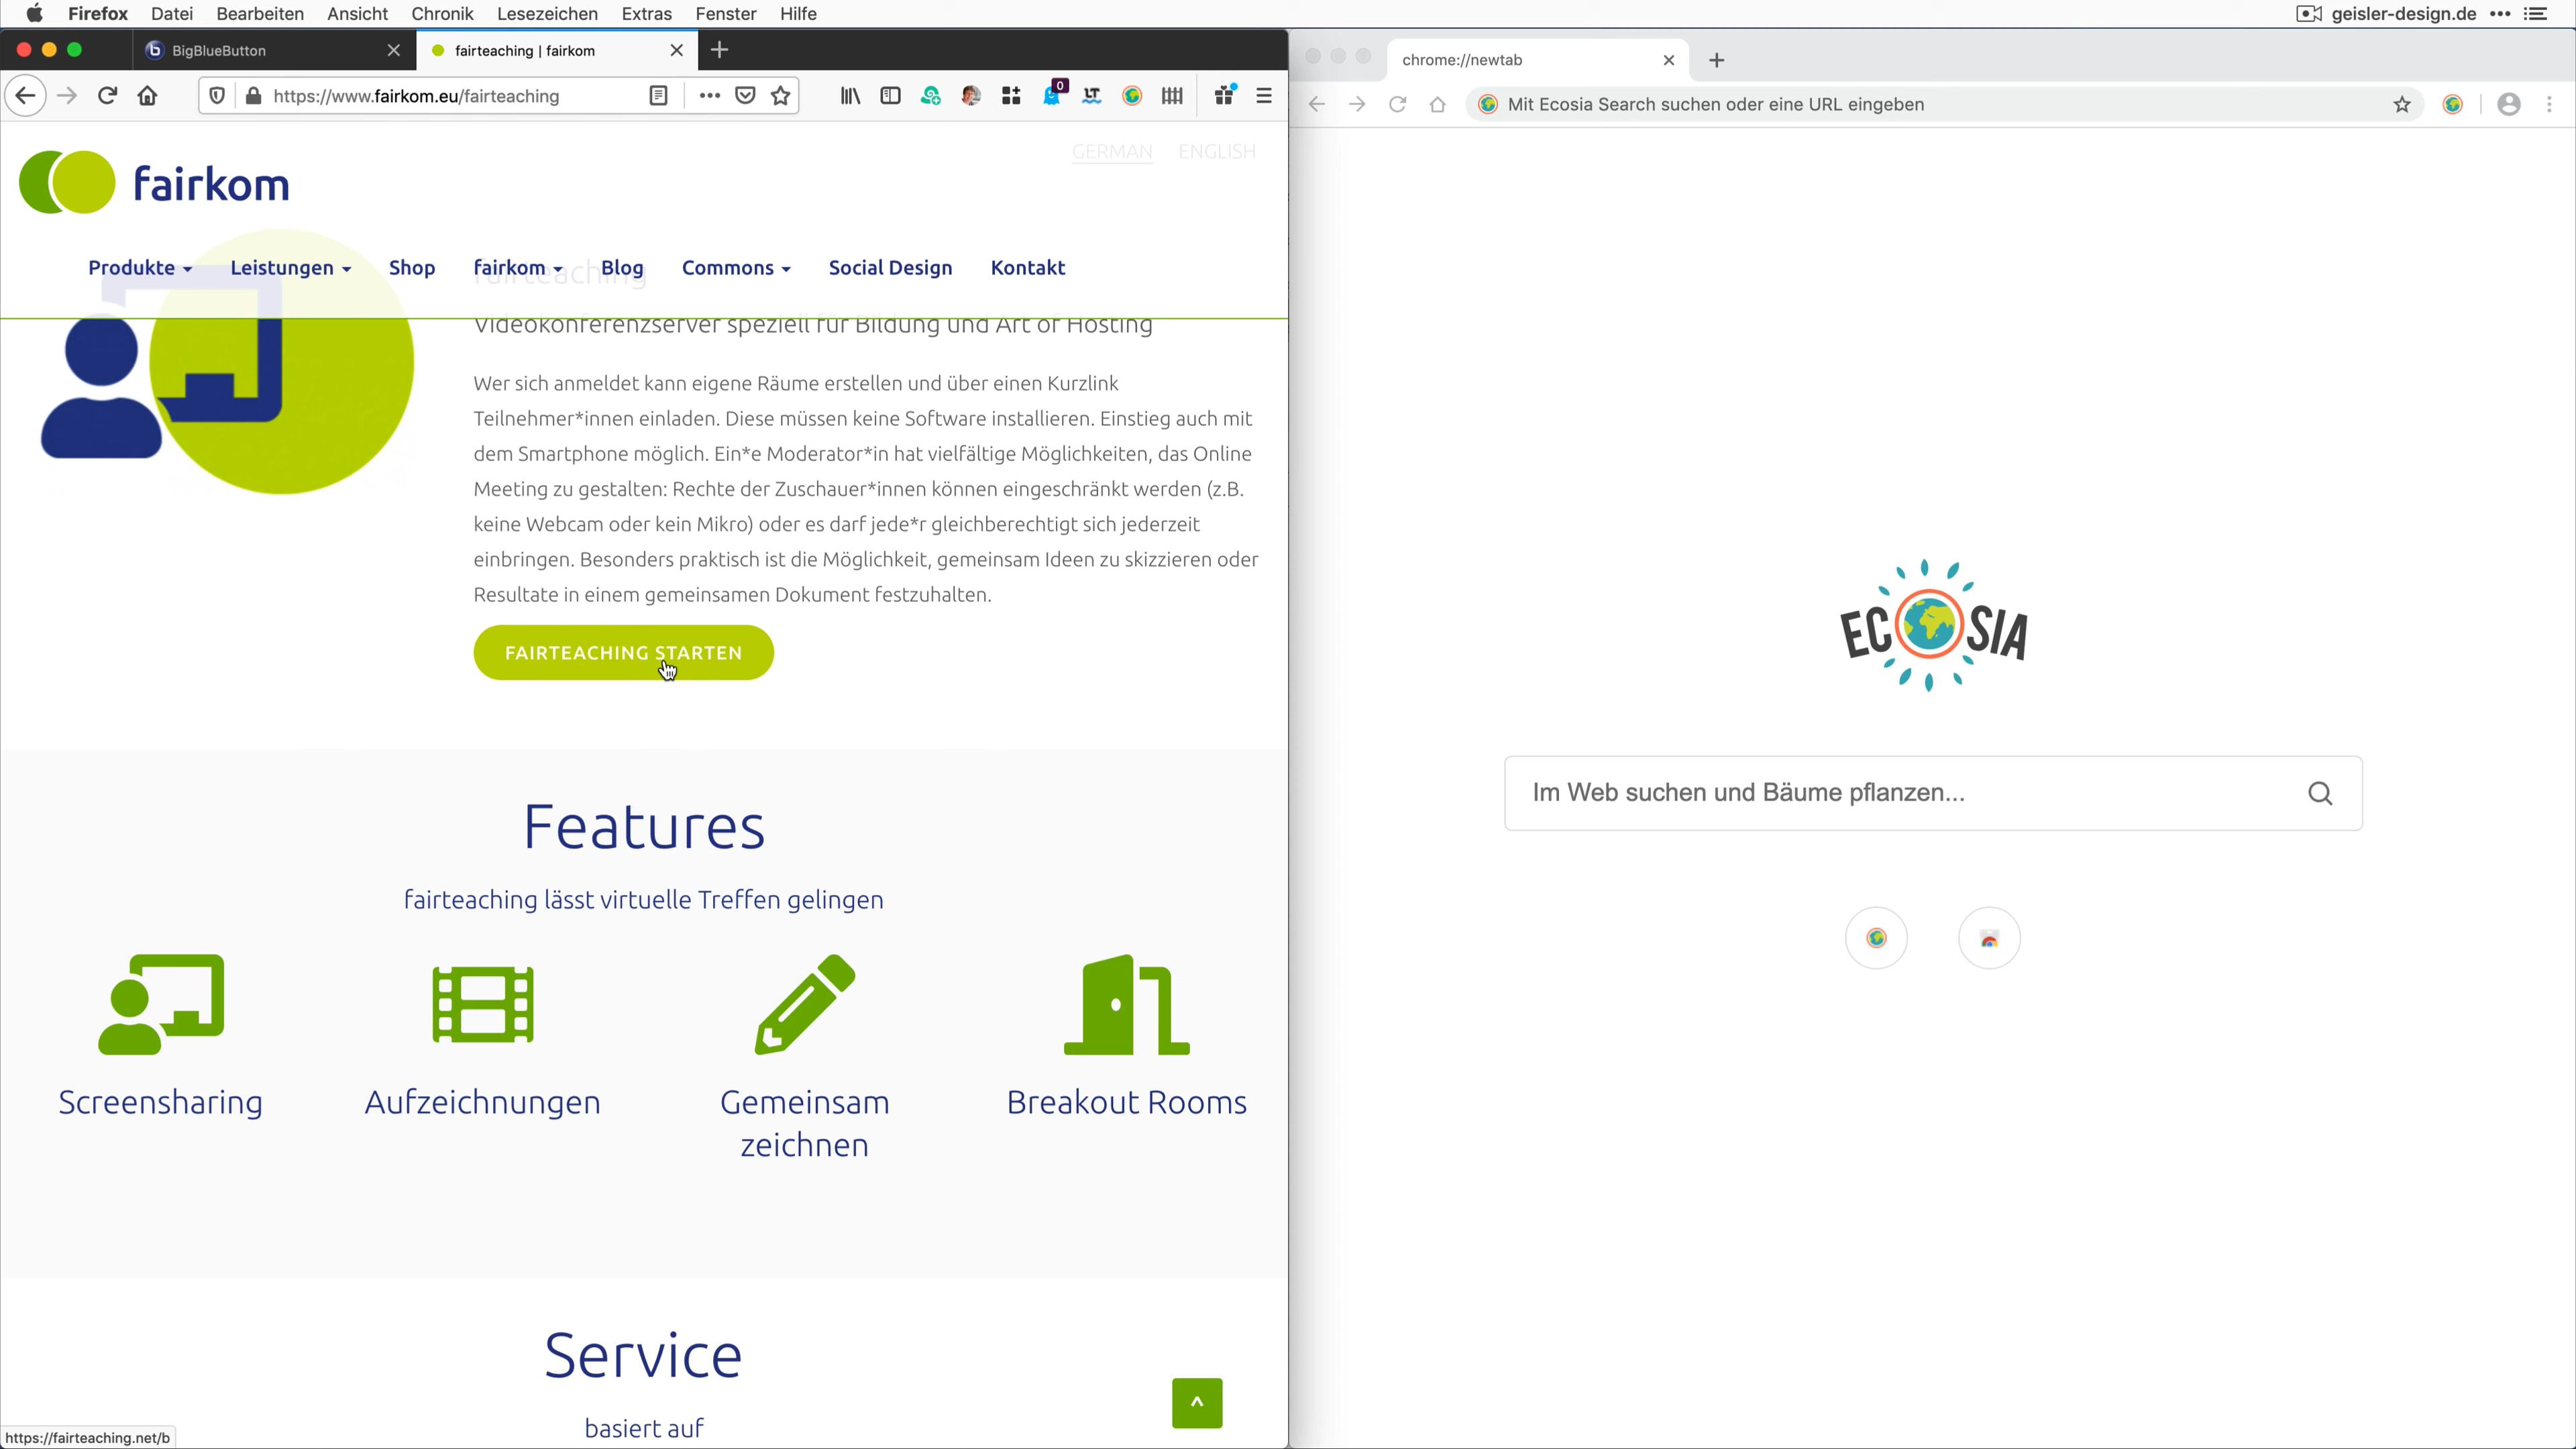 Firefox Datei Bearbeiten Ansicht Chronik Lesezeichen Extras Fenster Hilfe
geisler-design.de
BigBlueButton
fairteaching | fairkom
https://www.fairkom.eu/fairteaching
0
LT
GERMAN ENGLISH
fairkom
Produkte Leistungen Shop fairkom Blog Commons Social Design Kontakt
fairteaching
Videokonferenzserver speziell für Bildung und Art of Hosting
Wer sich anmeldet kann eigene Räume erstellen und über einen Kurzlink
Teilnehmer*innen einladen. Diese müssen keine Software installieren. Einstieg auch mit
dem Smartphone möglich. Ein*e Moderator*in hat vielfältige Möglichkeiten, das Online
Meeting zu gestalten: Rechte der Zuschauer*innen können eingeschränkt werden (z.B.
keine Webcam oder kein Mikro) oder es darf jede*r gleichberechtigt sich jederzeit
einbringen. Besonders praktisch ist die Möglichkeit, gemeinsam Ideen zu skizzieren oder
Resultate in einem gemeinsamen Dokument festzuhalten.
FAIRTEACHING STARTEN
Features
fairteaching lässt virtuelle Treffen gelingen
Screensharing
Aufzeichnungen
Gemeinsam
zeichnen
Breakout Rooms
Service
basiert auf
https://fairteaching.net/b
chrome://newtab
Mit Ecosia Search suchen oder eine URL eingeben
ECOSIA
Im Web suchen und Bäume pflanzen...